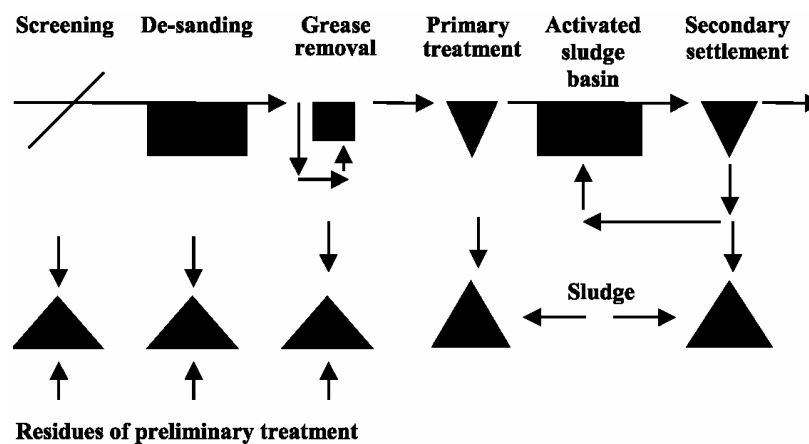 Screening
De-sanding
Grease
removal
Primary
treatment
Activated
sludge
basin
Secondary
settlement
Sludge
Residues of preliminary treatment